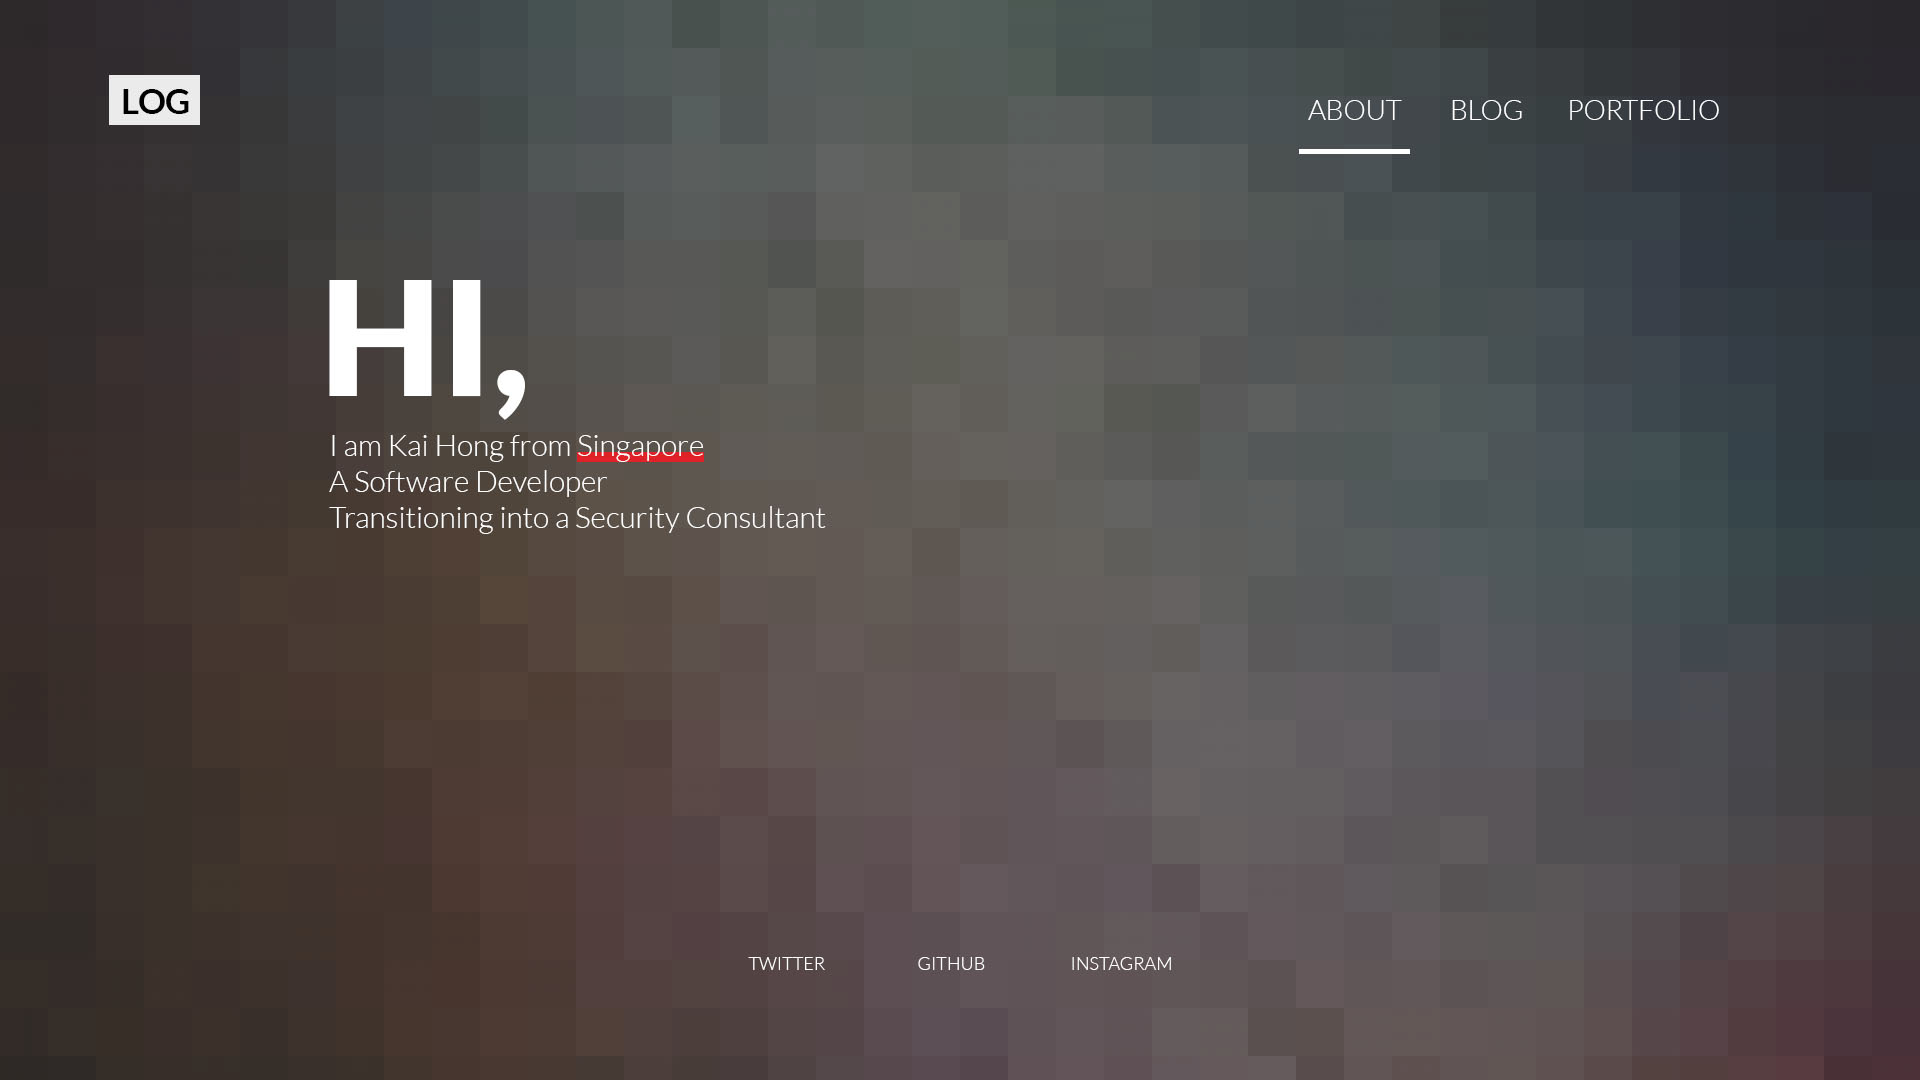 LOG
ABOUT BLOG PORTFOLIO
HI,
I am Kai Hong from Singapore
A Software Developer
Transitioning into a Security Consultant
TWITTER GITHUB INSTAGRAM